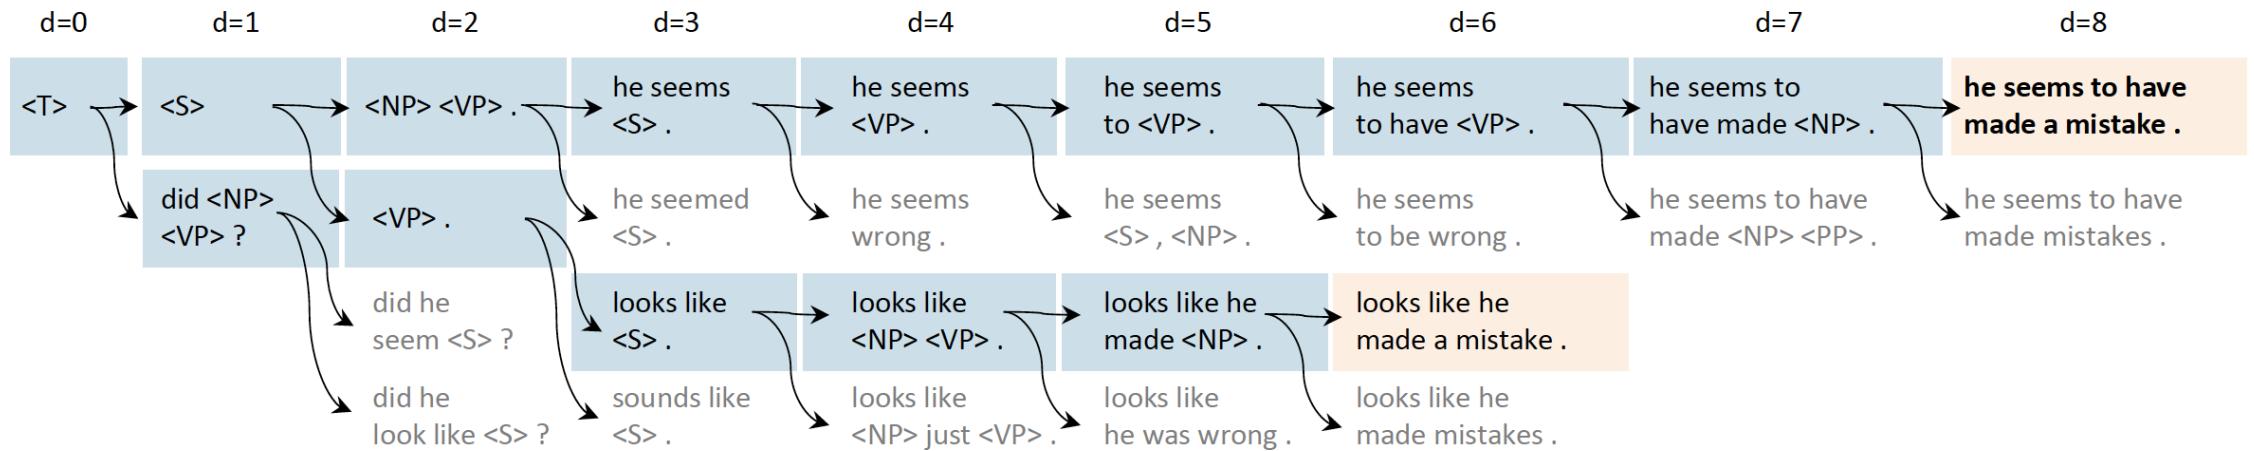 d=0 d=1 d=2 d=3 d=4 d=5 d=6 d=7 d=8
<T>
<S>
<NP> <VP> .
he seems
<S> .
he seems
<VP> .
he seems
to <VP> .
he seems
to have <VP> .
he seems to
have made <NP> .
he seems to have
made a mistake .
did <NP>
<VP> ?
<VP> .
he seemed
<S> .
he seems
wrong .
he seems
<S> , <NP> .
he seems
to be wrong .
he seems to have
made <NP> <PP> .
he seems to have
made mistakes .
did he
seem <S> ?
looks like
<S> .
looks like
<NP> <VP> .
looks like he
made <NP> .
looks like he
made a mistake .
did he
look like <S> ?
sounds like
<S> .
looks like
<NP> just <VP> .
looks like
he was wrong .
looks like he
made mistakes .